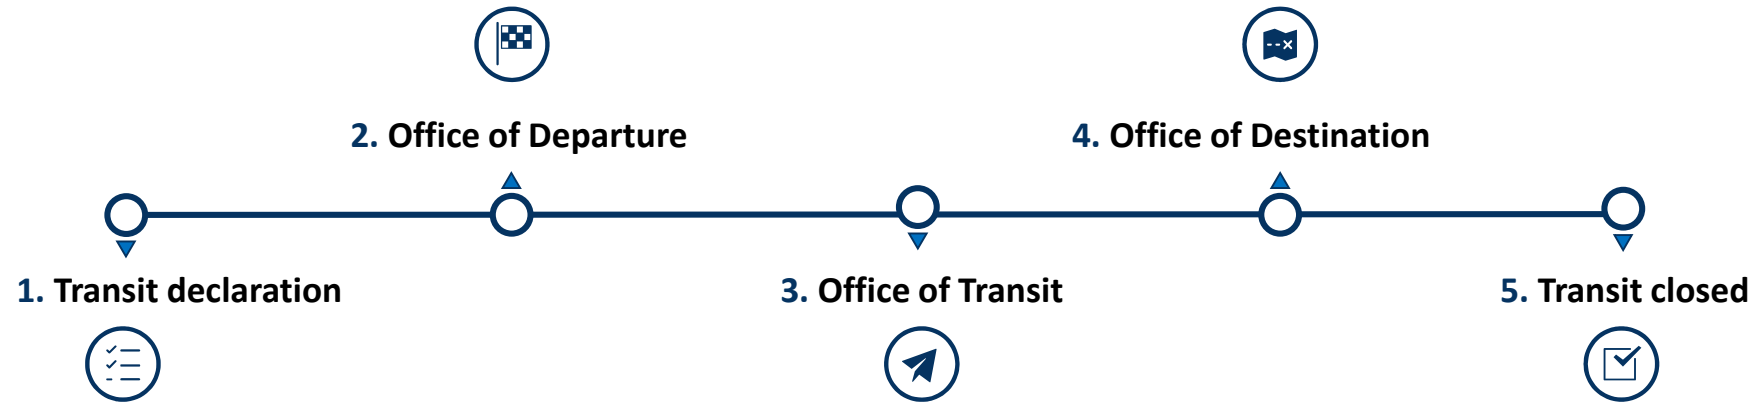 2. Office of Departure
4. Office of Destination
1. Transit declaration
3. Office of Transit
5. Transit closed